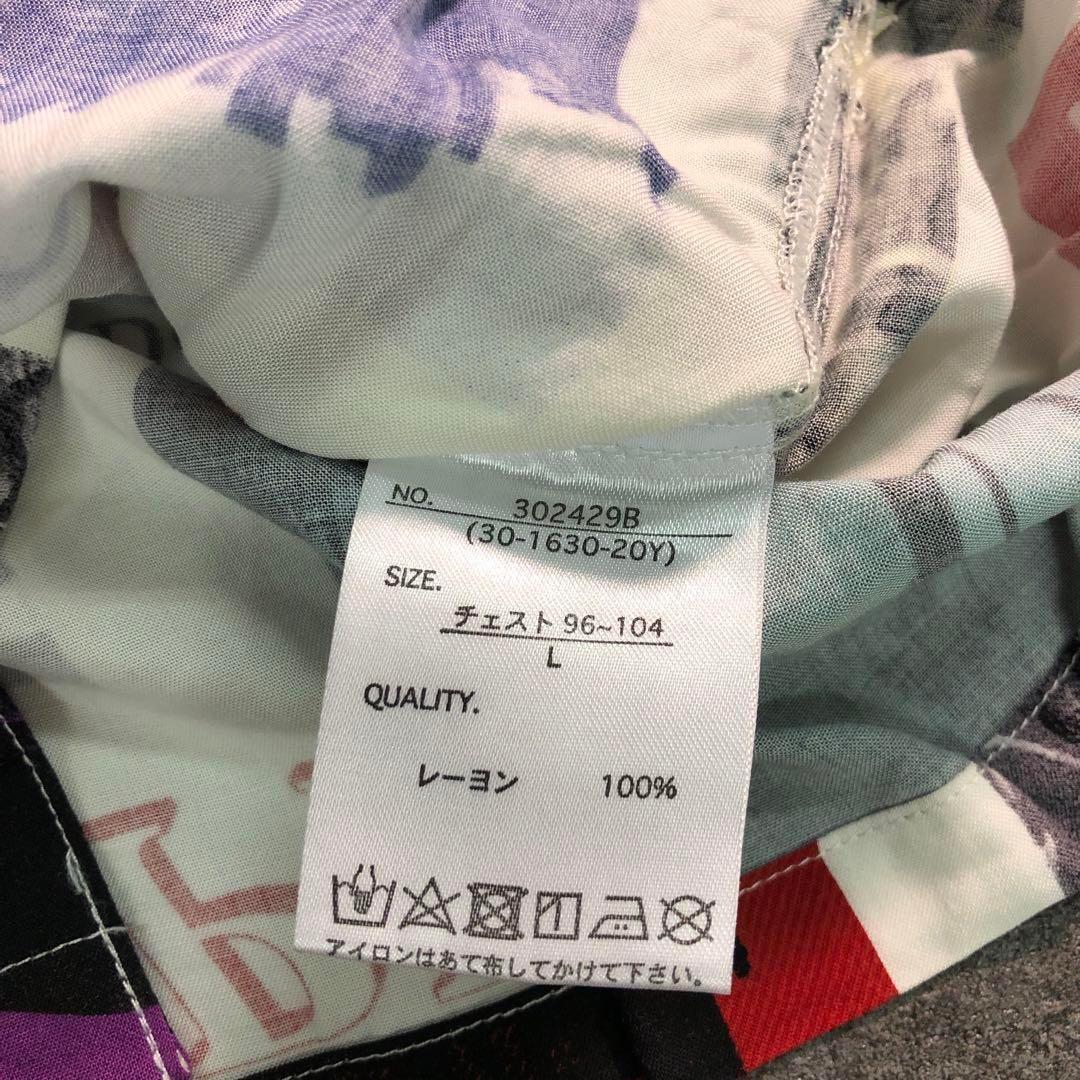 NO. 302429B
(30-1630-20Y)
SIZE.
チェスト 96~104
L
QUALITY.
レーヨン 100%
アイロンはあて布してかけて下さい。